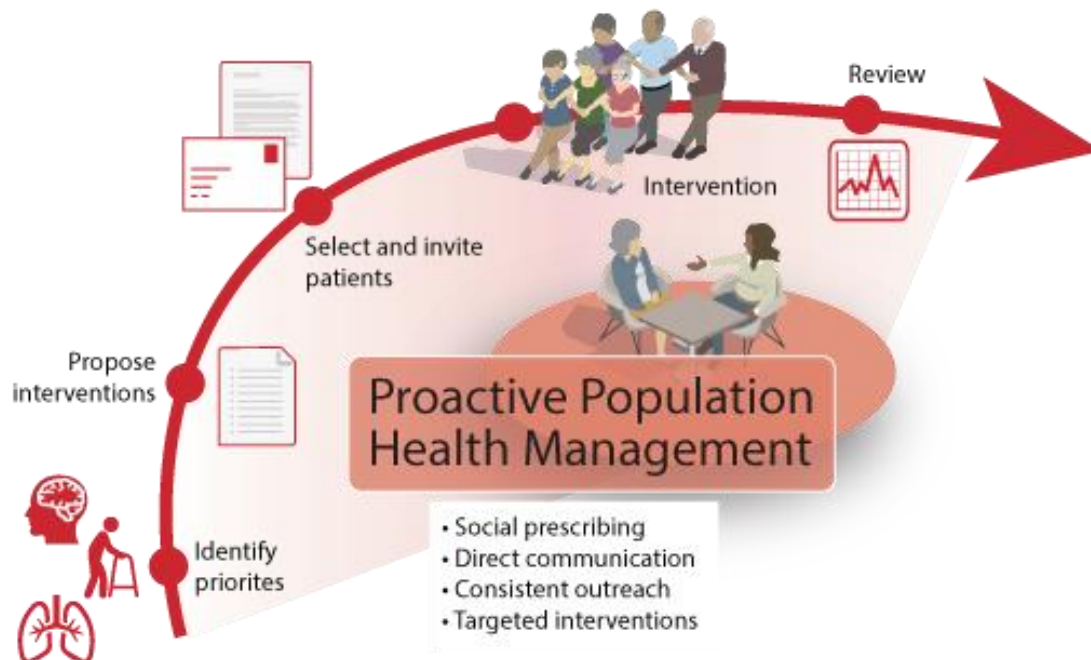 Review
Intervention
Select and invite
patients
Propose
interventions
Proactive Population
Health Management
Identify
priorites
• Social prescribing
• Direct communication
• Consistent outreach
• Targeted interventions